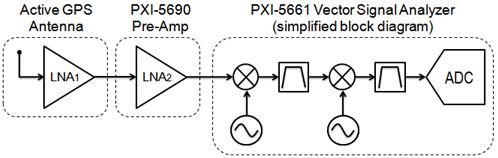 Active GPS
Antenna
PXI-5690
Pre-Amp
PXI-5661 Vector Signal Analyzer
(simplified block diagram)
LNA1
LNA2
ADC